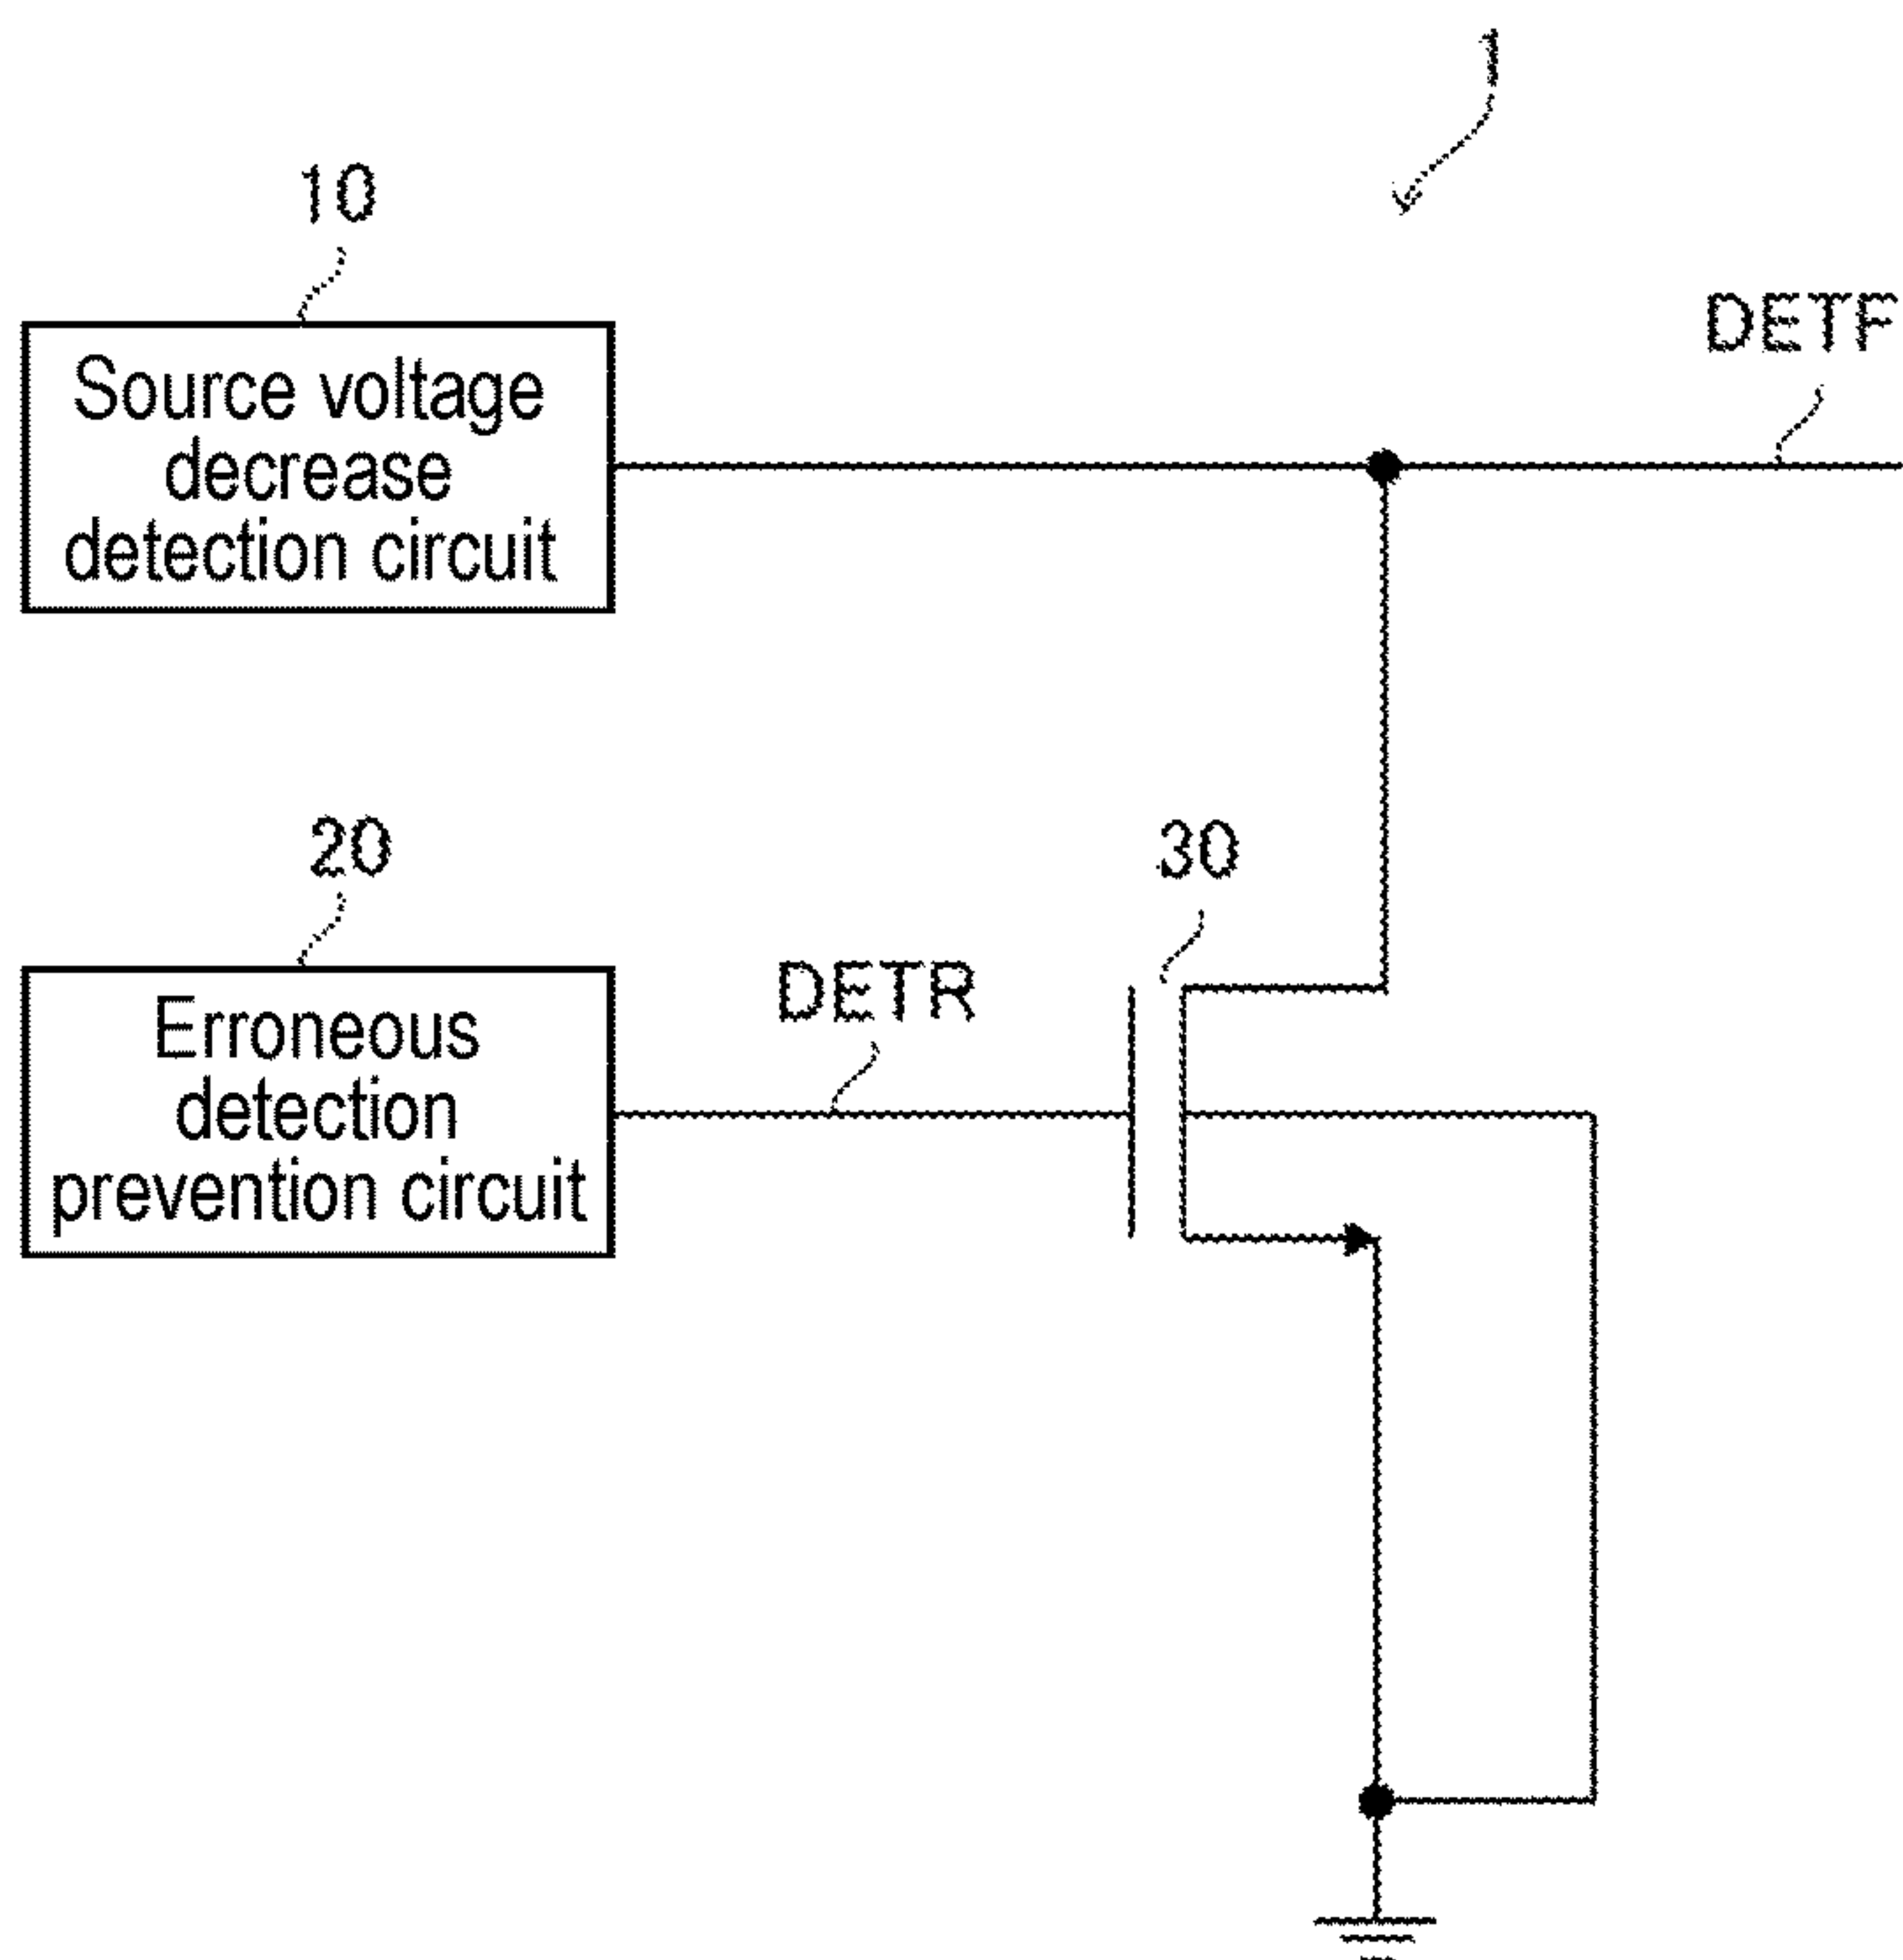 1
10
DETF
Source voltage
decrease
detection circuit
20
30
DETR
Erroneous
detection
prevention circuit